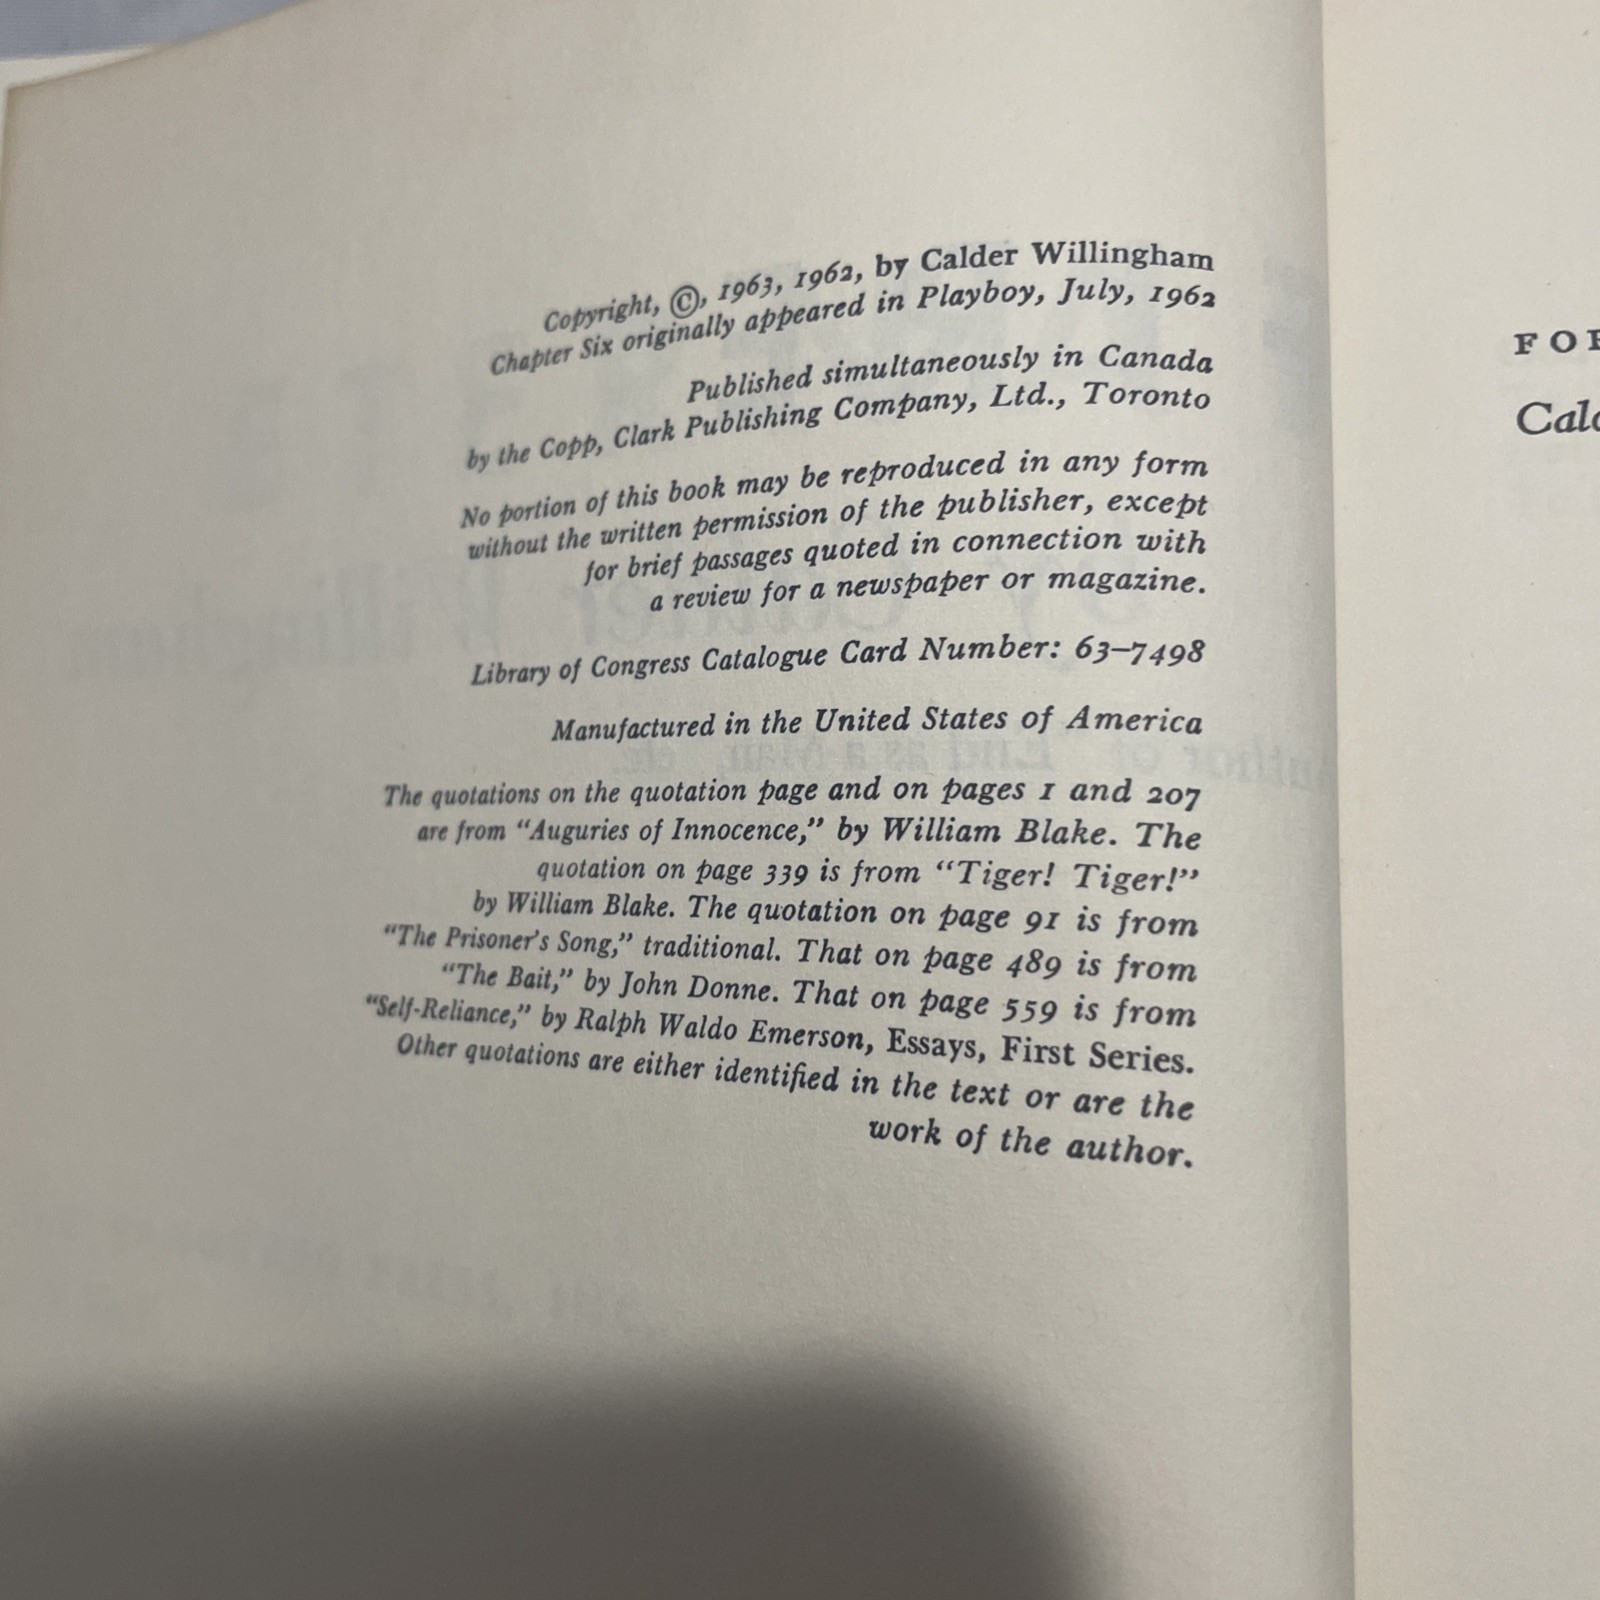 Copyright, ©, 1963, 1962, by Calder Willingham
Chapter Six originally appeared in Playboy, July, 1962
Published simultaneously in Canada
by the Copp, Clark Publishing Company, Ltd., Toronto
No portion of this book may be reproduced in any form
without the written permission of the publisher, except
for brief passages quoted in connection with
a review for a newspaper or magazine.
Library of Congress Catalogue Card Number: 63–7498
Manufactured in the United States of America
The quotations on the quotation page and on pages 1 and 207
are from “Auguries of Innocence,” by William Blake. The
quotation on page 339 is from “Tiger! Tiger!”
by William Blake. The quotation on page 91 is from
“The Prisoner's Song,” traditional. That on page 489 is from
“The Bait,” by John Donne. That on page 559 is from
“Self-Reliance,” by Ralph Waldo Emerson, Essays, First Series.
Other quotations are either identified in the text or are the
work of the author.